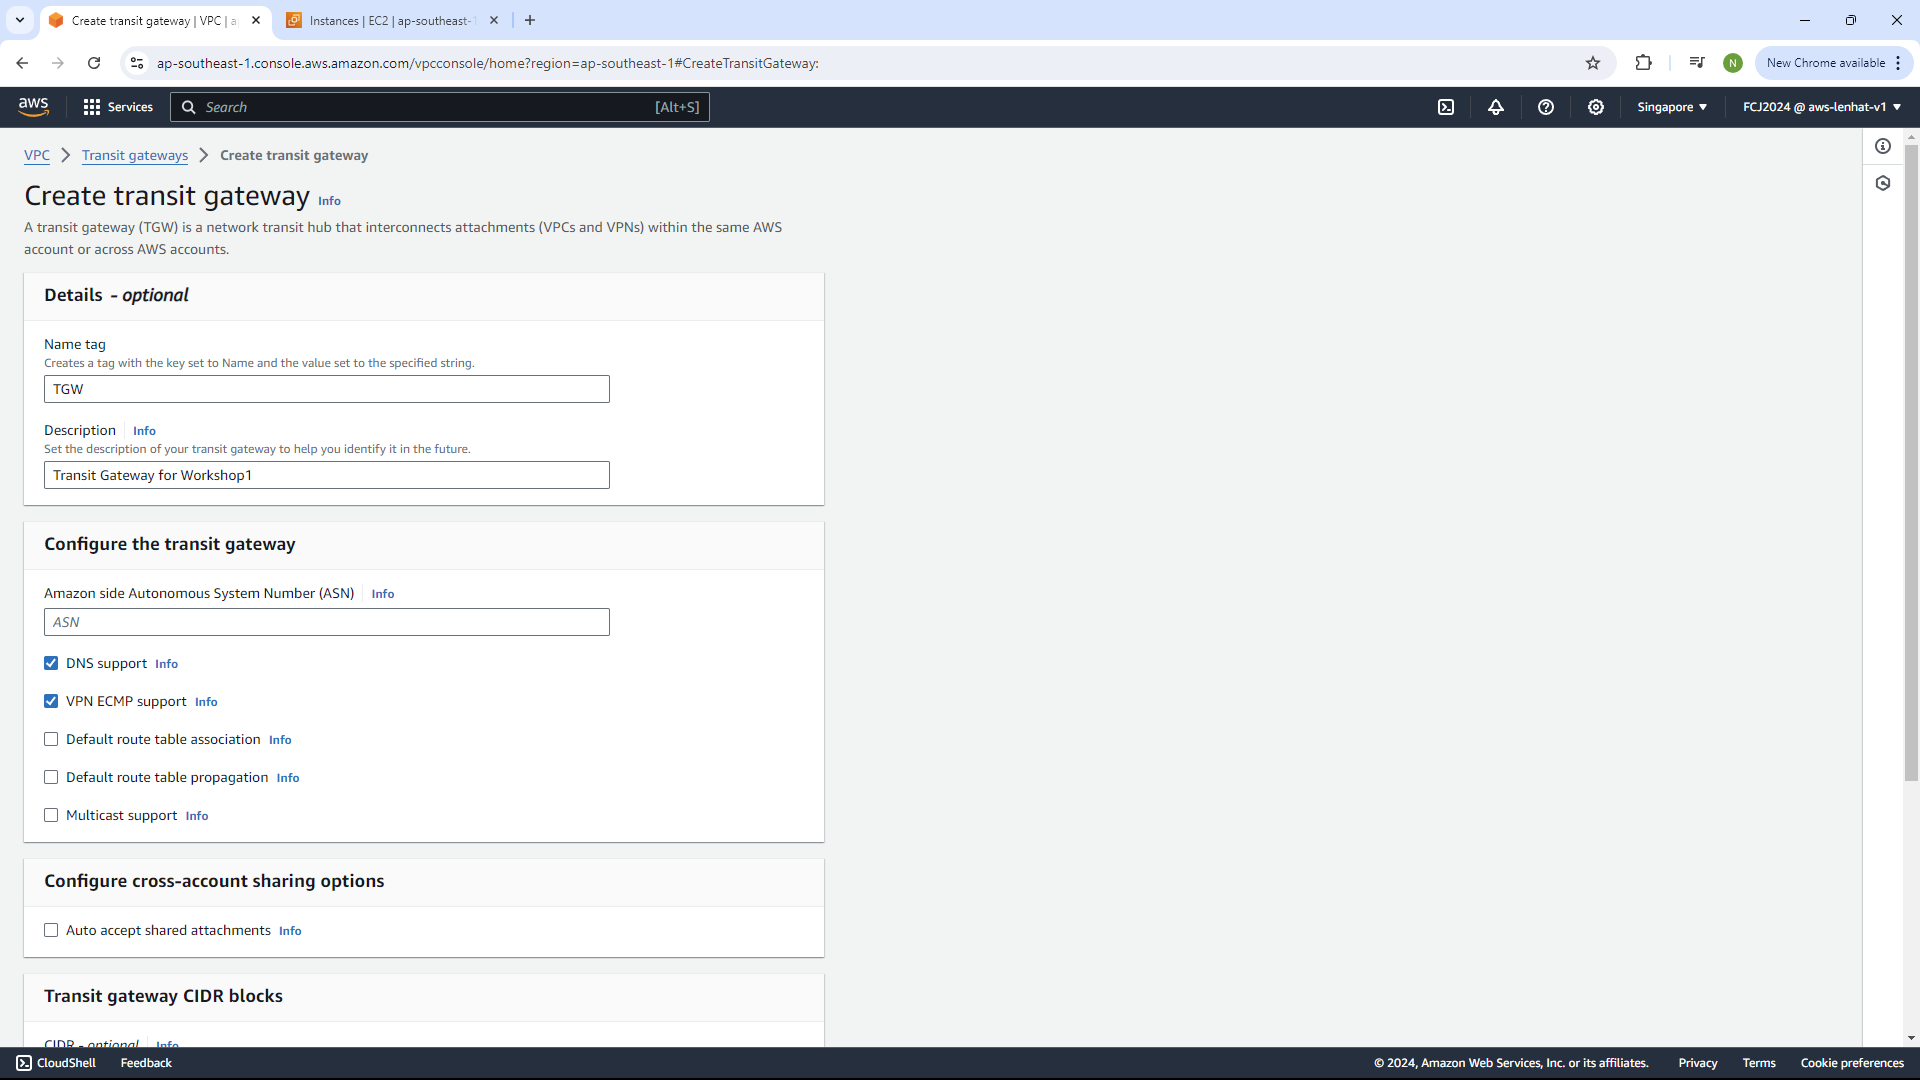 Create transit gateway | VPC | a
Instances | EC2 | ap-southeast-1
ap-southeast-1.console.aws.amazon.com/vpcconsole/home?region=ap-southeast-1#CreateTransitGateway:
N
New Chrome available
aws
Services
Search
[Alt+S]
Singapore
FCJ2024 @ aws-lenhat-v1
VPC
Transit gateways
Create transit gateway
Create transit gateway Info
A transit gateway (TGW) is a network transit hub that interconnects attachments (VPCs and VPNs) within the same AWS
account or across AWS accounts.
Details - optional
Name tag
Creates a tag with the key set to Name and the value set to the specified string.
TGW
Description Info
Set the description of your transit gateway to help you identify it in the future.
Transit Gateway for Workshop1
Configure the transit gateway
Amazon side Autonomous System Number (ASN) Info
ASN
DNS support Info
VPN ECMP support Info
Default route table association Info
Default route table propagation Info
Multicast support Info
Configure cross-account sharing options
Auto accept shared attachments Info
Transit gateway CIDR blocks
CIDR - optional Info
CloudShell
Feedback
© 2024, Amazon Web Services, Inc. or its affiliates.
Privacy
Terms
Cookie preferences